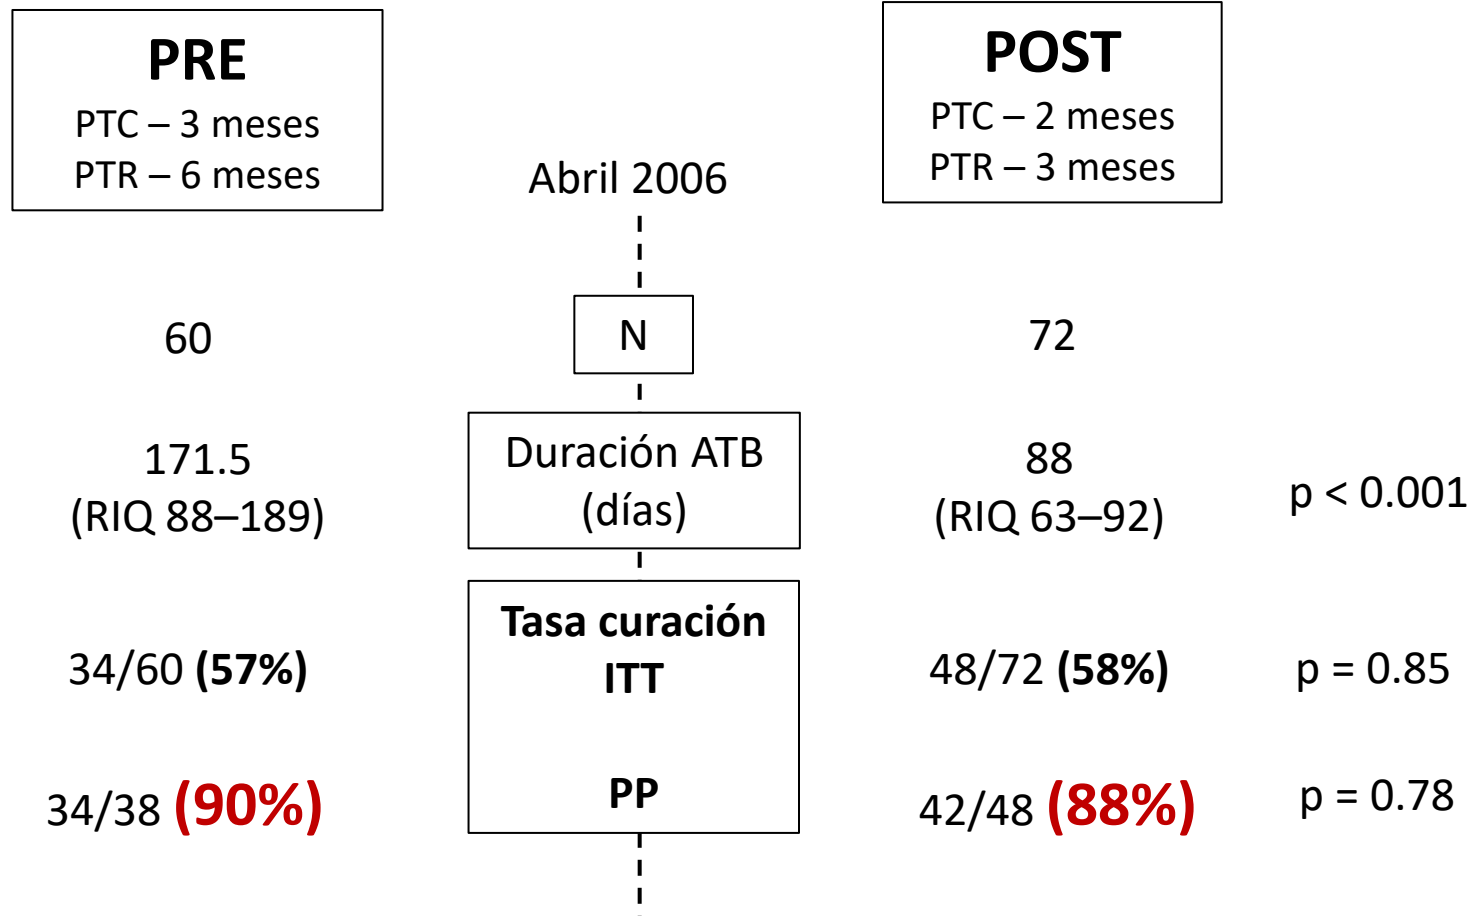 PRE
PTC – 3 meses
PTR – 6 meses
Abril 2006
POST
PTC – 2 meses
PTR – 3 meses
60
N
72
171.5
(RIQ 88–189)
Duración ATB
(días)
88
(RIQ 63–92)
p < 0.001
Tasa curación
34/60 (57%)
ITT
48/72 (58%)
p = 0.85
34/38 (90%)
PP
42/48 (88%)
p = 0.78